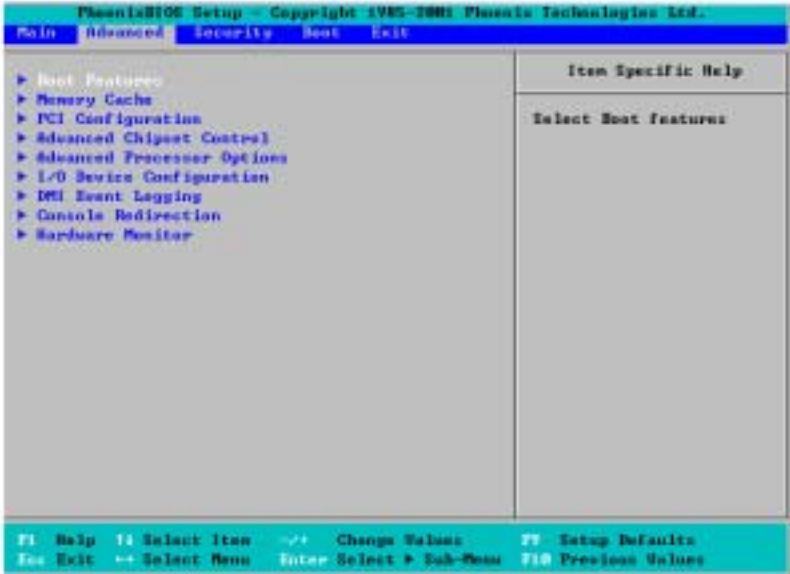 PhoenixBIOS Setup - Copyright 1985-2001 Phoenix Technologies Ltd.
Main Advanced Security Boot Exit
Item Specific Help
▶ Boot Features
▶ Memory Cache
▶ PCI Configuration
▶ Advanced Chipset Control
▶ Advanced Processor Options
▶ I/O Device Configuration
▶ DMI Event Logging
▶ Console Redirection
▶ Hardware Monitor
Select Boot features
F1 Help ↑↓ Select Item -/+ Change Values F9 Setup Defaults
Esc Exit ↔ Select Menu Enter Select ▶ Sub-Menu F10 Previous Values